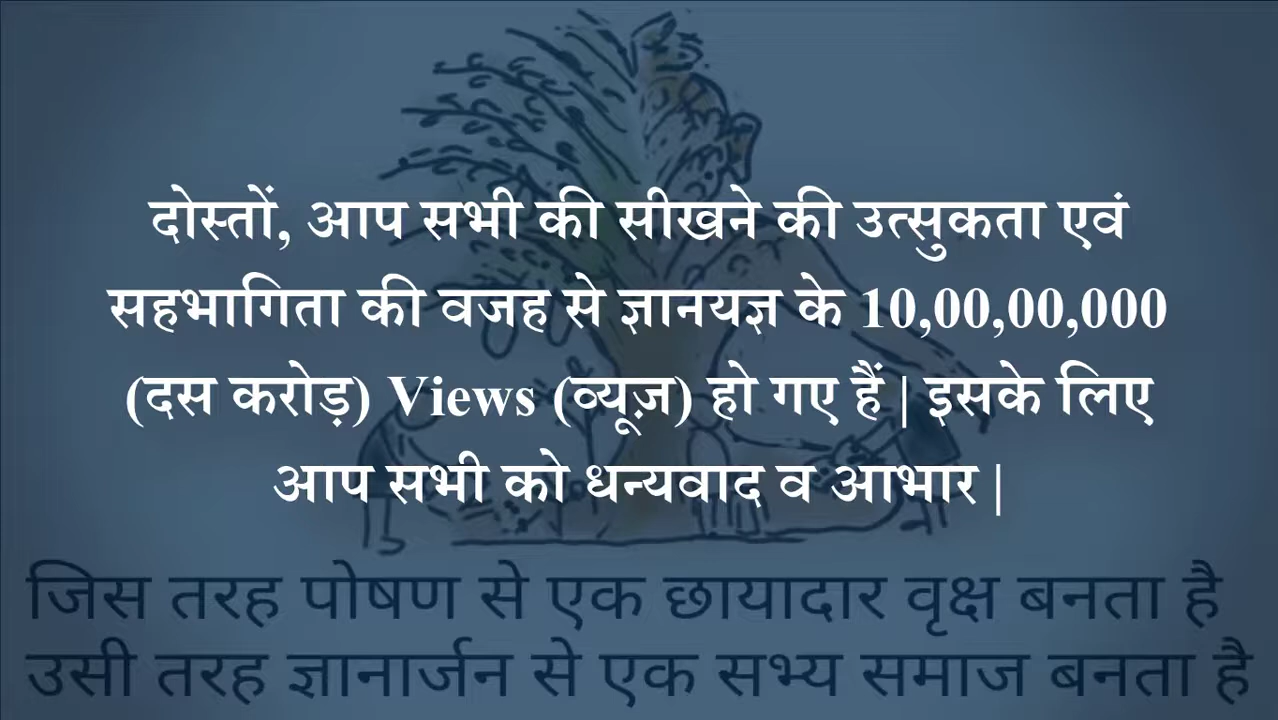 दोस्तों, आप सभी की सीखने की उत्सुकता एवं
सहभागिता की वजह से ज्ञानयज्ञ के 10,00,00,000
(दस करोड़) Views (व्यूज़) हो गए हैं | इसके लिए
आप सभी को धन्यवाद व आभार |
जिस तरह पोषण से एक छायादार वृक्ष बनता है
उसी तरह ज्ञानार्जन से एक सभ्य समाज बनता है